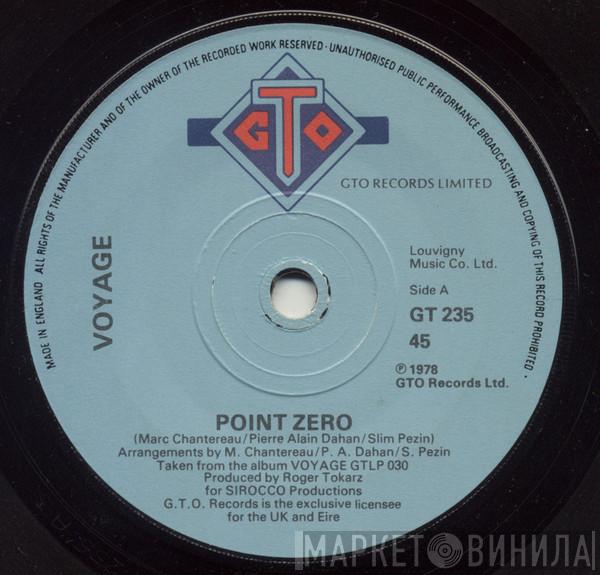 MADE IN ENGLAND ALL RIGHTS OF THE MANUFACTURER AND OF THE OWNER OF THE RECORDED WORK RESERVED · UNAUTHORISED PUBLIC PERFORMANCE BROADCASTING AND COPYING OF THIS RECORD PROHIBITED ·
GTO
GTO RECORDS LIMITED
VOYAGE
Louvigny
Music Co. Ltd.
Side A
GT 235
45
℗ 1978
GTO Records Ltd.
POINT ZERO
(Marc Chantereau/Pierre Alain Dahan/Slim Pezin)
Arrangements by M. Chantereau/P. A. Dahan/S. Pezin
Taken from the album VOYAGE GTLP 030
Produced by Roger Tokarz
for SIROCCO Productions
G.T.O. Records is the exclusive licensee
for the UK and Eire
МАРКЕТ ВИНИЛА